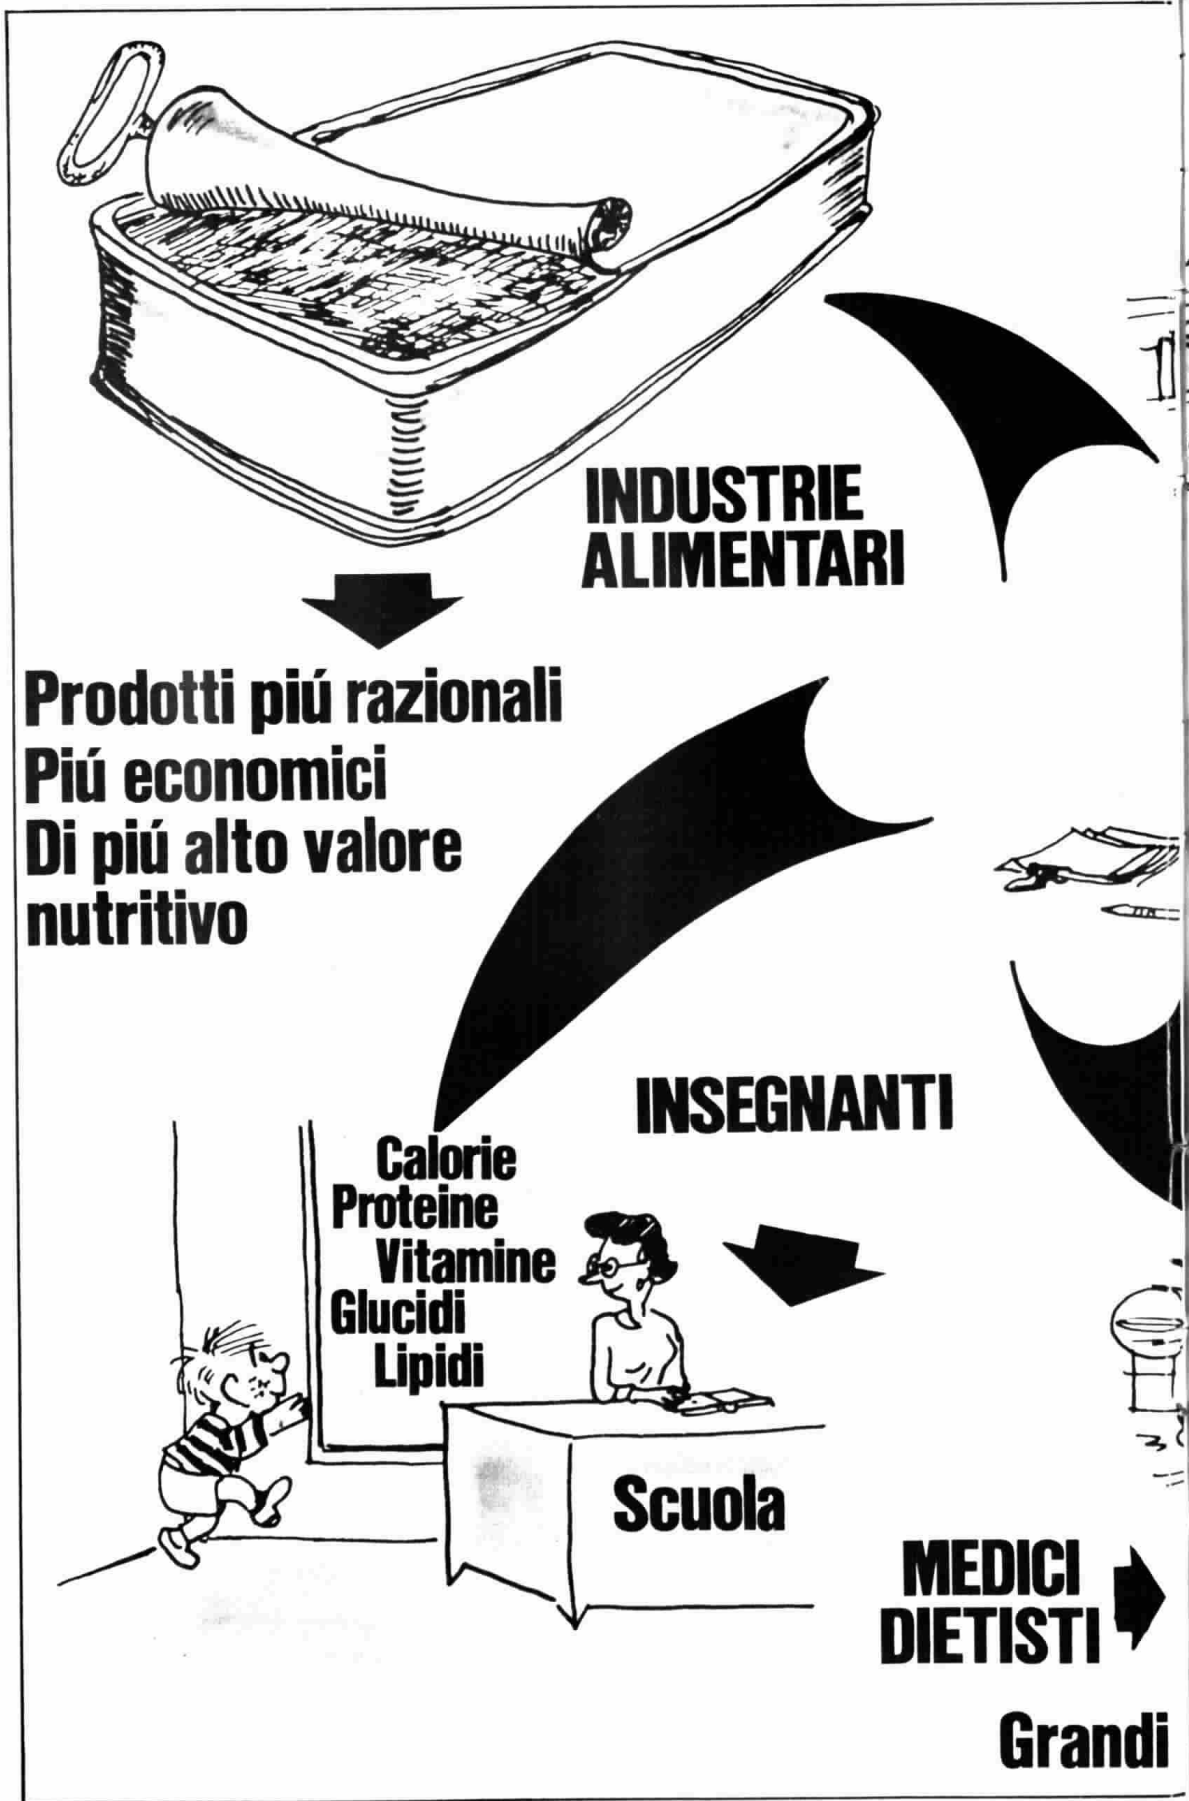 INDUSTRIE
ALIMENTARI
Prodotti piú razionali
Piú economici
Di piú alto valore
nutritivo
INSEGNANTI
Calorie
Proteine
Vitamine
Glucidi
Lipidi
Scuola
MEDICI
DIETISTI
Grandi